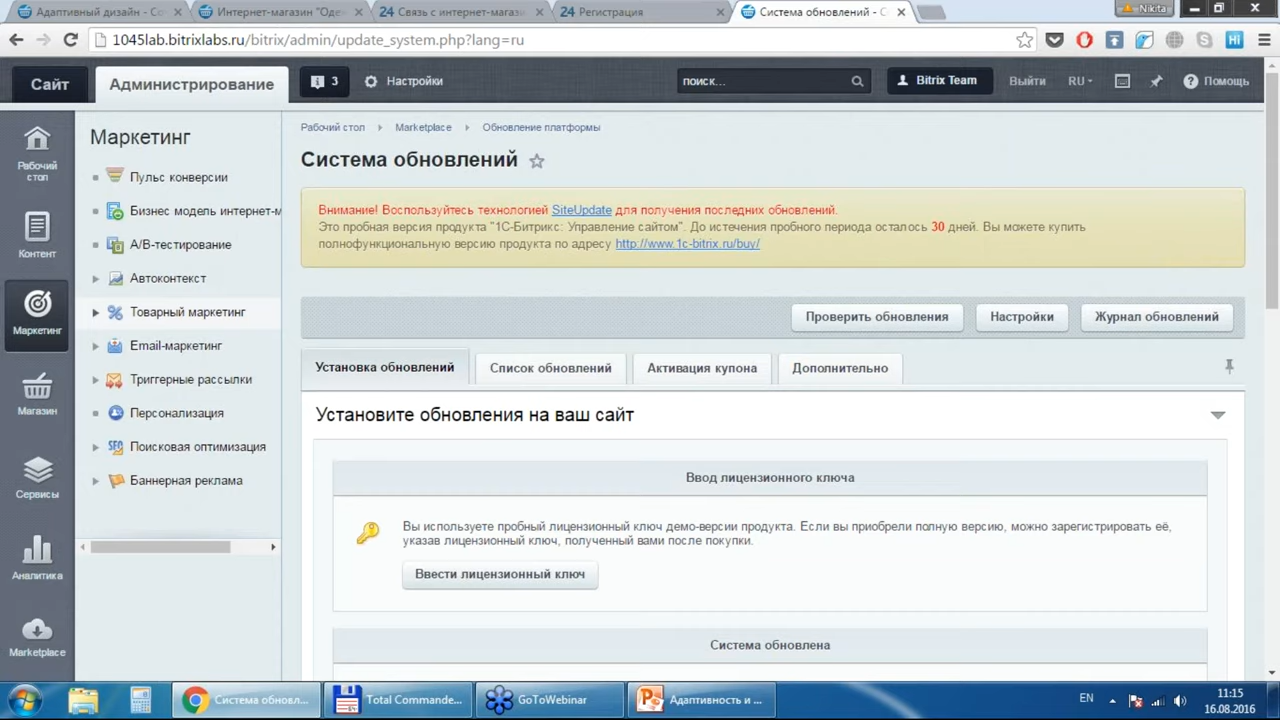 Адаптивный дизайн - Со
Интернет-магазин "Оде
24 Связь с интернет-магази
24 Регистрация
Система обновлений - С
Nikita
1045lab.bitrixlabs.ru/bitrix/admin/update_system.php?lang=ru
Hi
Сайт
Администрирование
3
Настройки
поиск...
Bitrix Team
Выйти
RU
Помощь
Рабочий стол
Контент
Маркетинг
Магазин
Сервисы
Аналитика
Marketplace
Маркетинг
Пульс конверсии
Бизнес модель интернет-м
A/B-тестирование
Автоконтекст
Товарный маркетинг
Email-маркетинг
Триггерные рассылки
Персонализация
SEO Поисковая оптимизация
Баннерная реклама
Рабочий стол Marketplace Обновление платформы
Система обновлений
Внимание! Воспользуйтесь технологией SiteUpdate для получения последних обновлений.
Это пробная версия продукта "1С-Битрикс: Управление сайтом". До истечения пробного периода осталось 30 дней. Вы можете купить
полнофункциональную версию продукта по адресу http://www.1c-bitrix.ru/buy/
Проверить обновления
Настройки
Журнал обновлений
Установка обновлений
Список обновлений
Активация купона
Дополнительно
Установите обновления на ваш сайт
Ввод лицензионного ключа
Вы используете пробный лицензионный ключ демо-версии продукта. Если вы приобрели полную версию, можно зарегистрировать её,
указав лицензионный ключ, полученный вами после покупки.
Ввести лицензионный ключ
Система обновлена
Система обновл...
Total Commande...
GoToWebinar
Адаптивность и ...
EN
11:15
16.08.2016